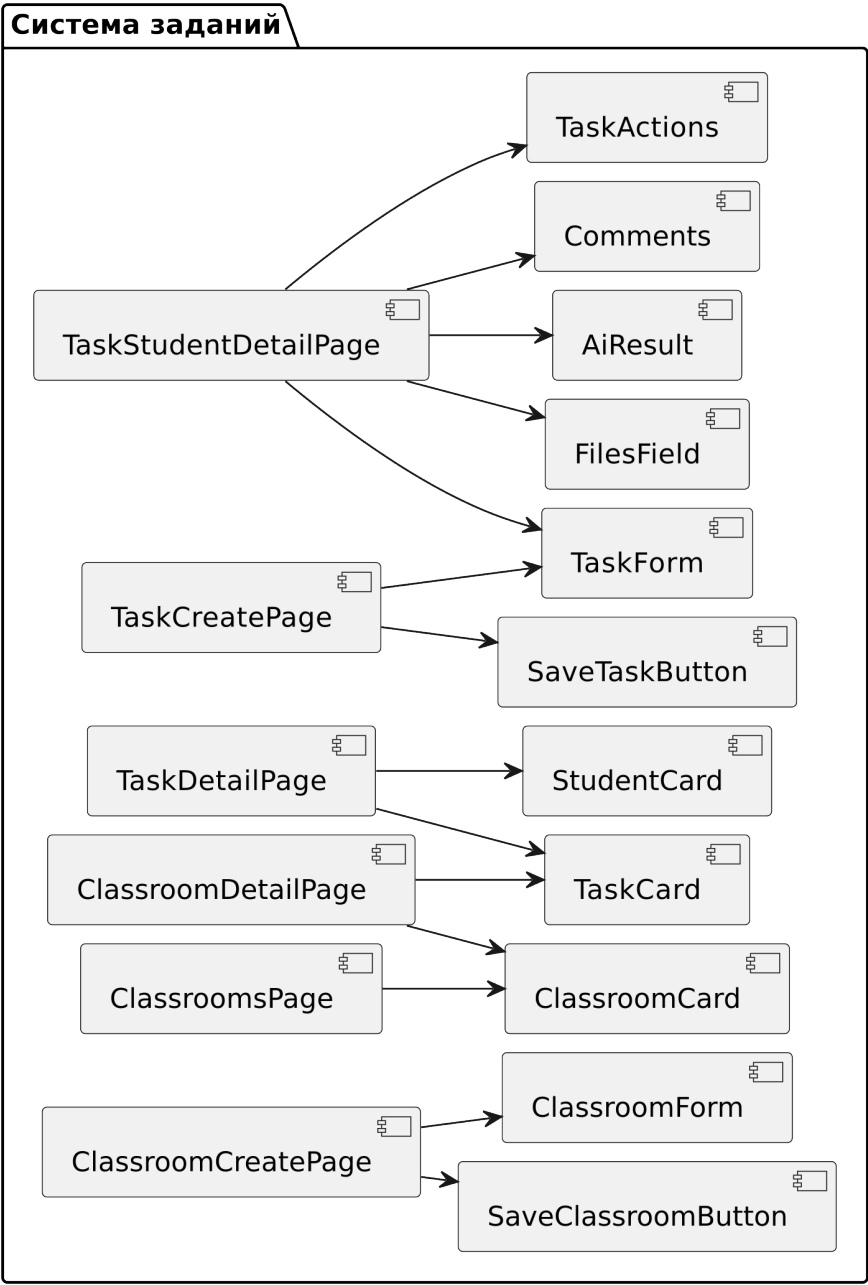 Система заданий
TaskActions
Comments
TaskStudentDetailPage
AiResult
FilesField
TaskForm
TaskCreatePage
SaveTaskButton
TaskDetailPage
StudentCard
ClassroomDetailPage
TaskCard
ClassroomsPage
ClassroomCard
ClassroomForm
ClassroomCreatePage
SaveClassroomButton